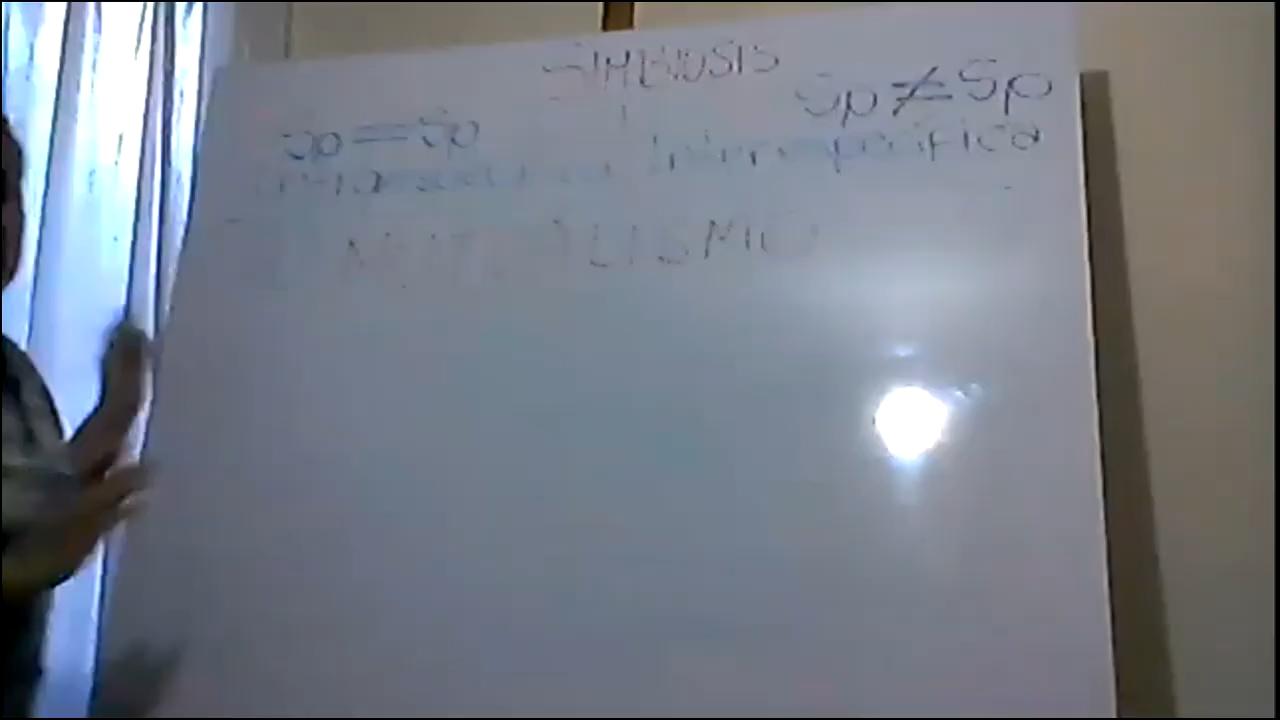 SIMBIOSIS
Sp = Sp Sp ≠ Sp
Interespecífica
MUTUALISMO